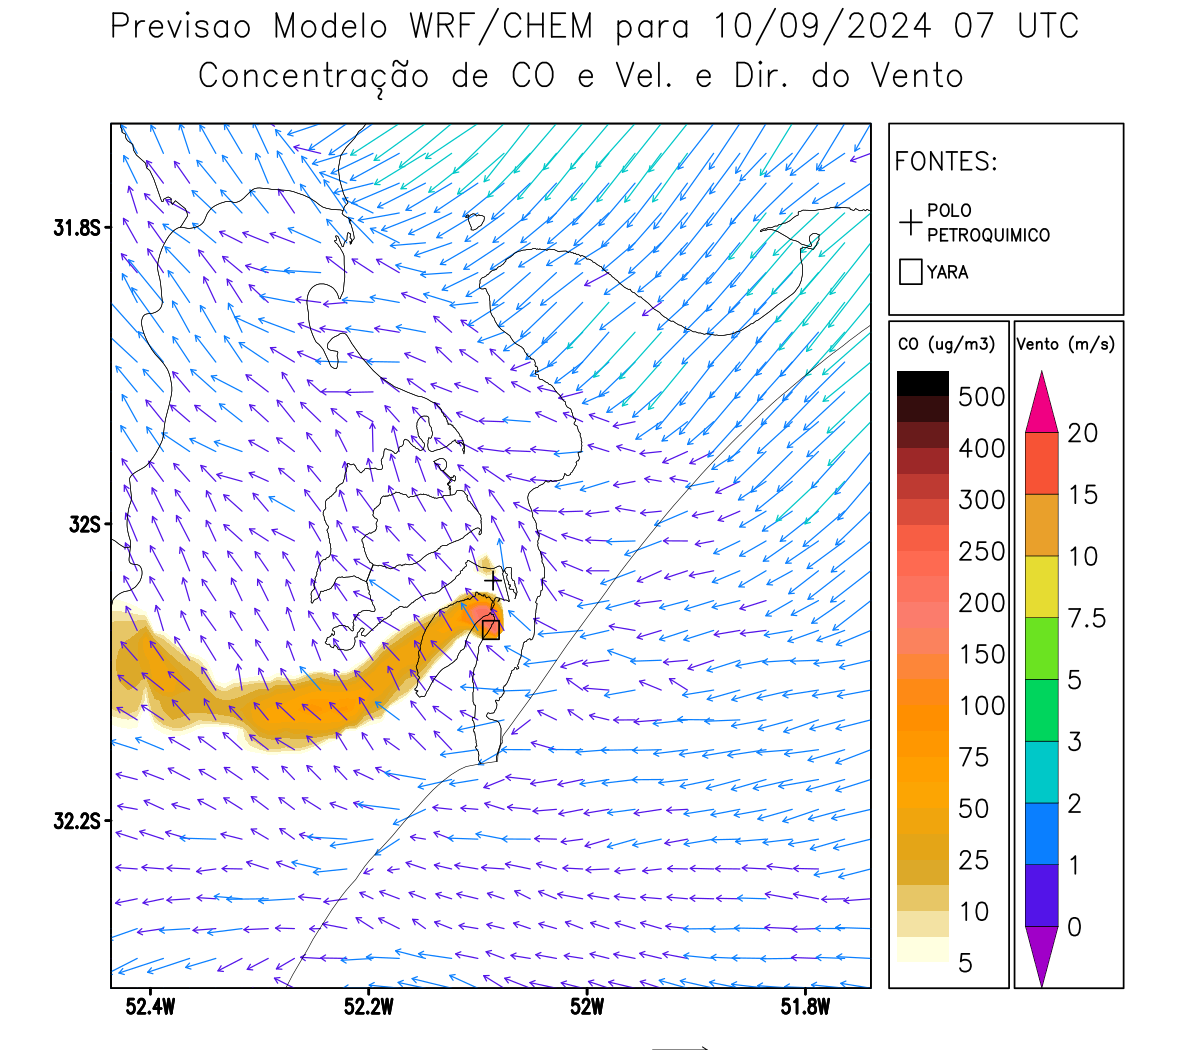 Previsao Modelo WRF/CHEM para 10/09/2024 07 UTC
Concentração de CO e Vel. e Dir. do Vento
FONTES:
POLO
PETROQUIMICO
YARA
31.8S
32S
32.2S
52.4W
52.2W
52W
51.8W
CO (ug/m3)
500
400
300
250
200
150
100
75
50
25
10
5
Vento (m/s)
20
15
10
7.5
5
3
2
1
0